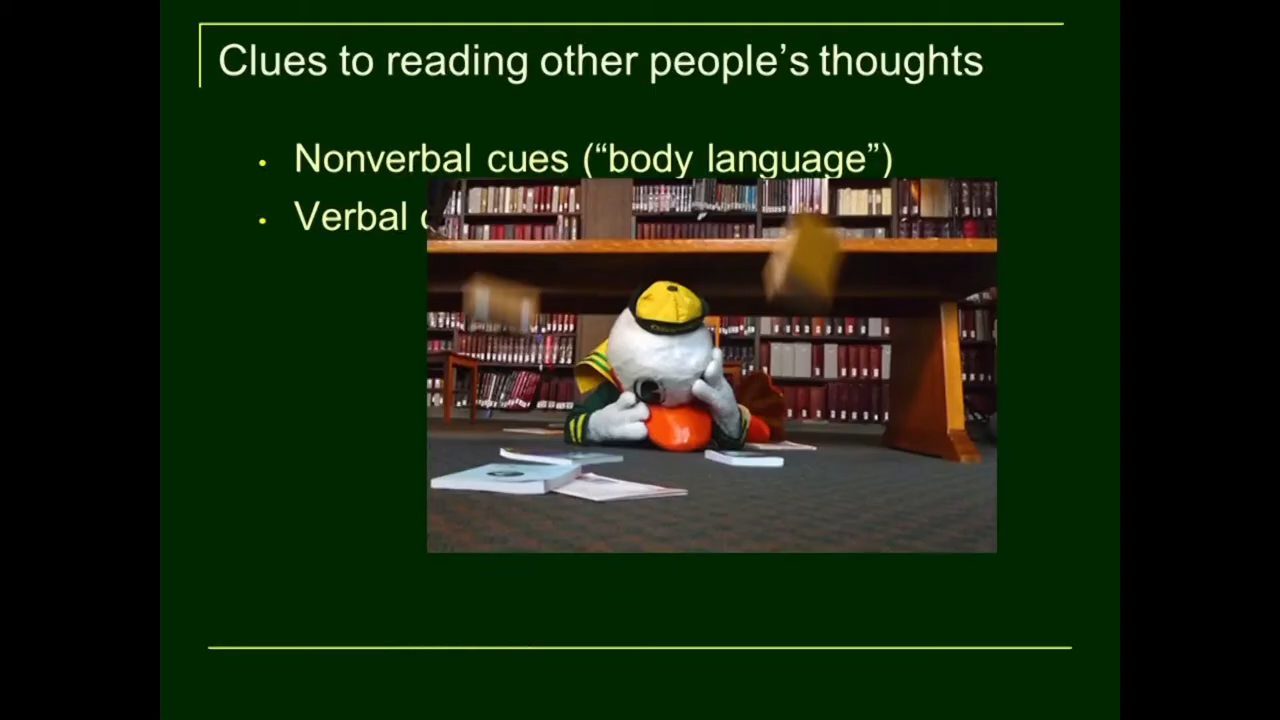 Clues to reading other people’s thoughts
• Nonverbal cues (“body language”)
• Verbal